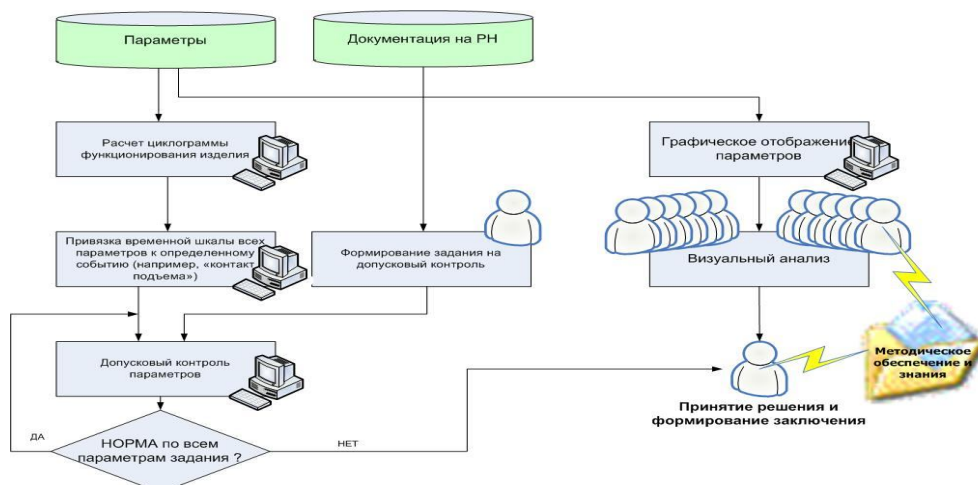 Параметры
Документация на РН
Расчет циклограммы
функционирования изделия
Графическое отображение
параметров
Привязка временной шкалы всех
параметров к определенному
событию (например, «контакт
подъема»)
Формирование задания на
допусковый контроль
Визуальный анализ
Допусковый контроль
параметров
Методическое
обеспечение и
знания
Принятие решения и
формирование заключения
ДА
НОРМА по всем
параметрам задания ?
НЕТ